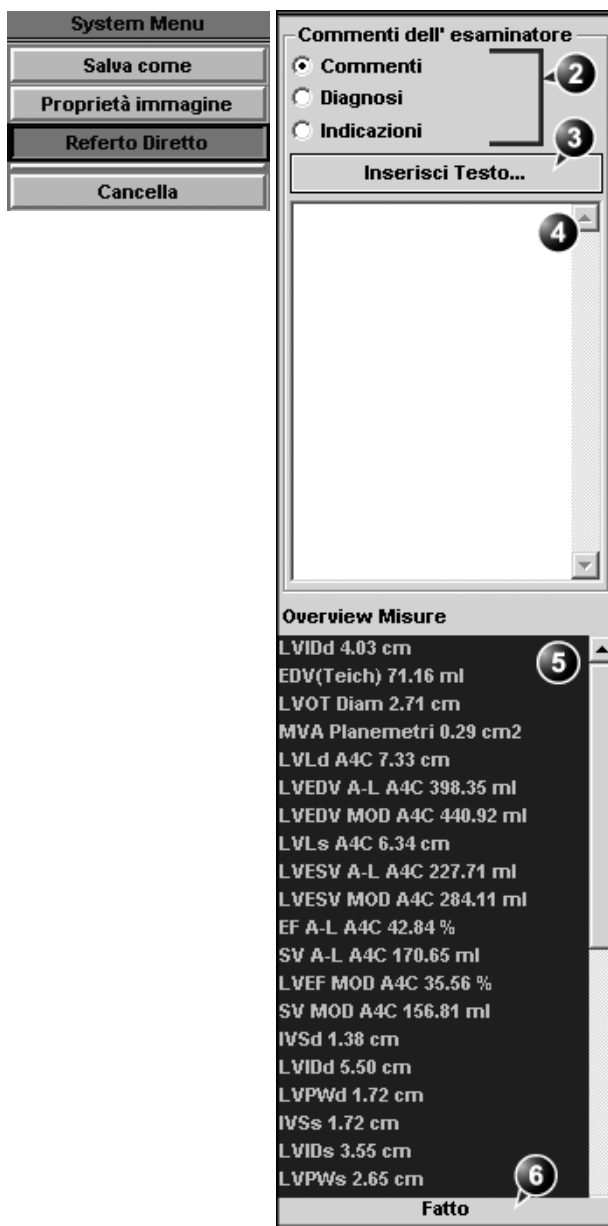 System Menu
Salva come
Proprietà immagine
Referto Diretto
Cancella
Commenti dell' esaminatore
Commenti
2
Diagnosi
Indicazioni
3
Inserisci Testo...
4
Overview Misure
LVIDd 4.03 cm
5
EDV(Teich) 71.16 ml
LVOT Diam 2.71 cm
MVA Planemetri 0.29 cm2
LVLd A4C 7.33 cm
LVEDV A-L A4C 398.35 ml
LVEDV MOD A4C 440.92 ml
LVLs A4C 6.34 cm
LVESV A-L A4C 227.71 ml
LVESV MOD A4C 284.11 ml
EF A-L A4C 42.84 %
SV A-L A4C 170.65 ml
LVEF MOD A4C 35.56 %
SV MOD A4C 156.81 ml
IVSd 1.38 cm
LVIDd 5.50 cm
LVPWd 1.72 cm
IVSs 1.72 cm
LVIDs 3.55 cm
LVPWs 2.65 cm
6
Fatto